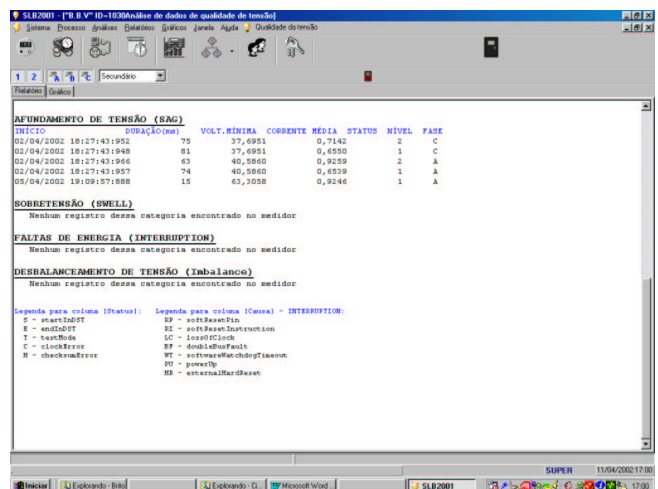 SLB2001 - ["B.B.V" ID=1030Análise de dados de qualidade de tensão]
Sistema Processo Análises Relatórios Gráficos Janela Ajuda Qualidade da tensão
1 2 A B C Secundário
Relatório Gráfico
AFUNDAMENTO DE TENSÃO (SAG)
INÍCIO DURAÇÃO(ms) VOLT.MÍNIMA CORRENTE MÉDIA STATUS NÍVEL FASE
02/04/2002 18:27:43:952 75 37,6951 0,7142 2 C
02/04/2002 18:27:43:948 81 37,6951 0,6550 1 C
02/04/2002 18:27:43:966 63 40,5860 0,9259 2 A
02/04/2002 18:27:43:957 74 40,5860 0,6539 1 A
05/04/2002 19:09:57:888 15 63,3058 0,9246 1 A
SOBRETENSÃO (SWELL)
Nenhum registro dessa categoria encontrado no medidor
FALTAS DE ENERGIA (INTERRUPTION)
Nenhum registro dessa categoria encontrado no medidor
DESBALANCEAMENTO DE TENSÃO (Imbalance)
Nenhum registro dessa categoria encontrado no medidor
Legenda para coluna [Status]: Legenda para coluna [Causa] - INTERRUPTION:
S - startInDST RP - softResetPin
E - endInDST RI - softResetInstruction
T - testMode LC - lossOfClock
C - clockError BF - doubleBusFault
M - checksumError WT - softwareWatchdogTimeout
PU - powerUp
HR - externalHardReset
SUPER 11/04/2002 17:00
Iniciar Explorando - Brito Explorando - Microsoft Word SLB2001 17:00